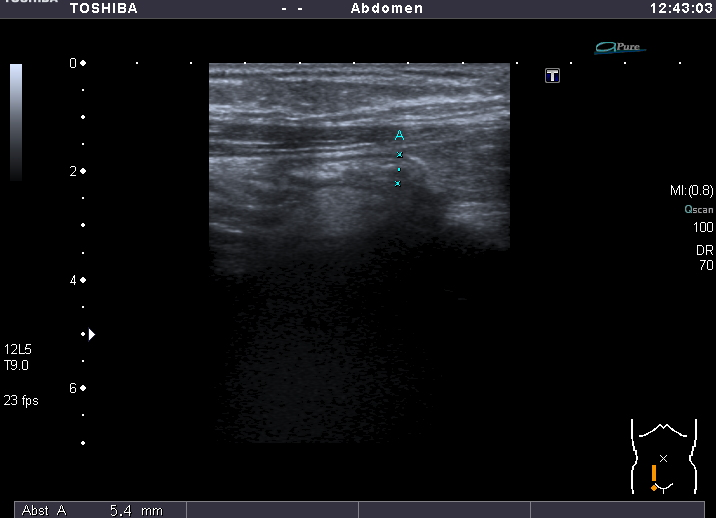 TOSHIBA
TOSHIBA - - Abdomen 12:43:03
aPure
T
0
A
2
MI:(0.8)
Qscan
100
DR
70
4
12L5
T9.0
6
23 fps
Abst A 5.4 mm